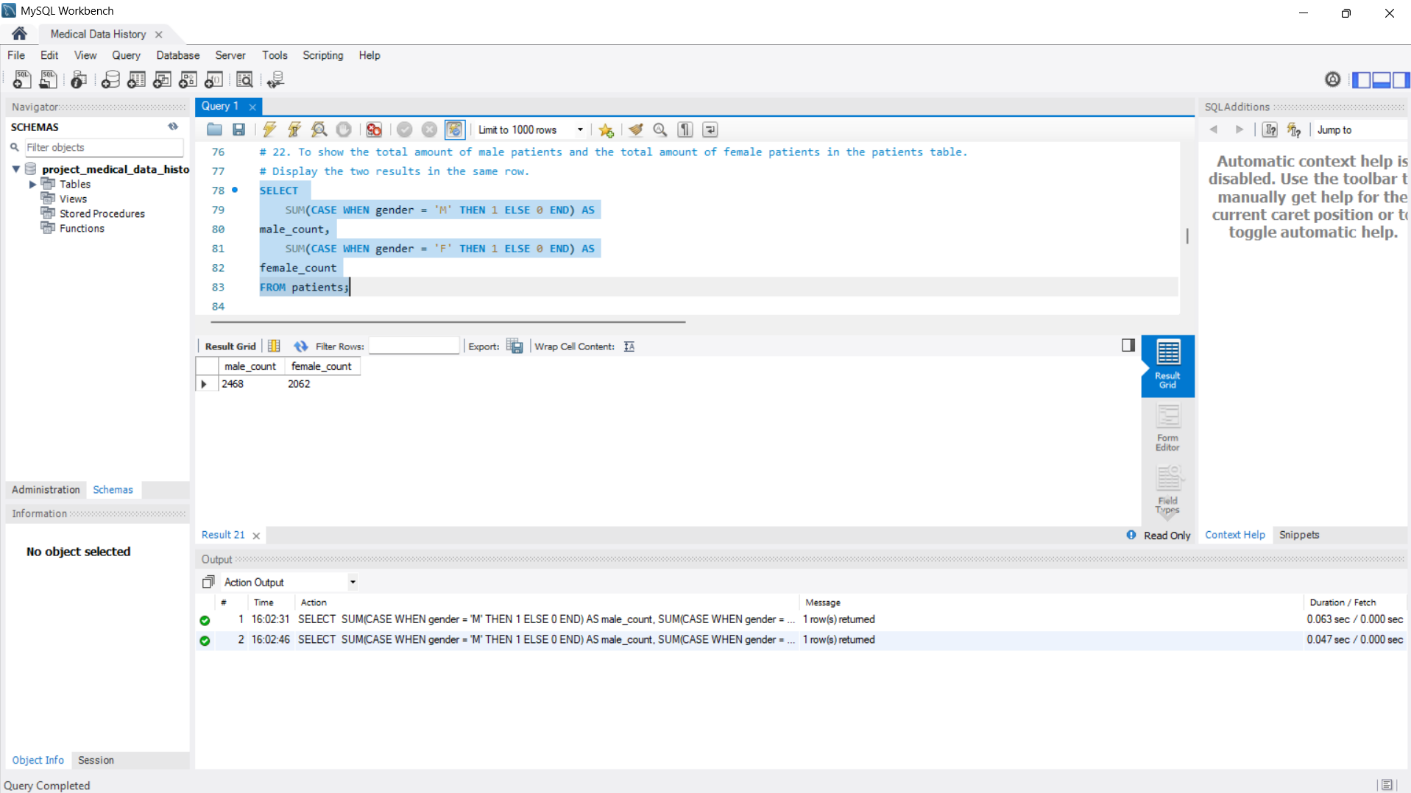 MySQL Workbench
Medical Data History
File Edit View Query Database Server Tools Scripting Help
Navigator
SCHEMAS
Filter objects
project_medical_data_histo
Tables
Views
Stored Procedures
Functions
Administration Schemas
Information
No object selected
Object Info Session
Query 1
Limit to 1000 rows
76 # 22. To show the total amount of male patients and the total amount of female patients in the patients table.
77 # Display the two results in the same row.
78 SELECT
79 SUM(CASE WHEN gender = 'M' THEN 1 ELSE 0 END) AS
80 male_count,
81 SUM(CASE WHEN gender = 'F' THEN 1 ELSE 0 END) AS
82 female_count
83 FROM patients;
84
Result Grid Filter Rows: Export: Wrap Cell Content:
male_count female_count
2468 2062
Result Grid
Form Editor
Field Types
Result 21 Read Only
SQLAdditions
Jump to
Automatic context help is
disabled. Use the toolbar t
manually get help for the
current caret position or to
toggle automatic help.
Context Help Snippets
Output
Action Output
# Time Action Message Duration / Fetch
1 16:02:31 SELECT SUM(CASE WHEN gender = 'M' THEN 1 ELSE 0 END) AS male_count, SUM(CASE WHEN gender = ... 1 row(s) returned 0.063 sec / 0.000 sec
2 16:02:46 SELECT SUM(CASE WHEN gender = 'M' THEN 1 ELSE 0 END) AS male_count, SUM(CASE WHEN gender = ... 1 row(s) returned 0.047 sec / 0.000 sec
Query Completed